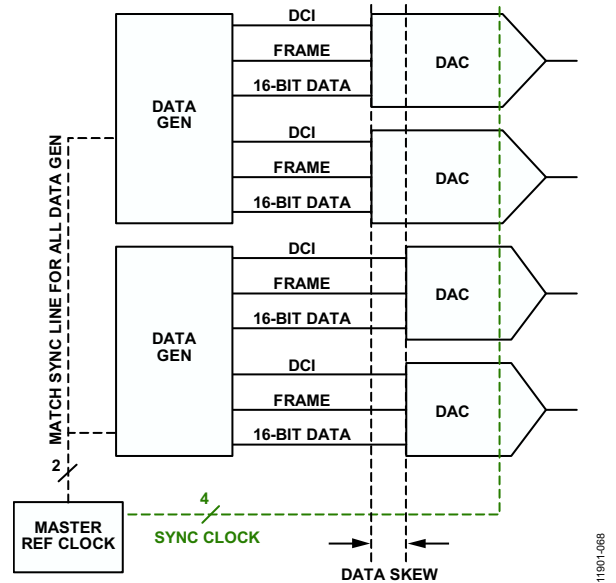 DCI
FRAME
16-BIT DATA
DAC
DATA
GEN
DCI
FRAME
16-BIT DATA
DAC
MATCH SYNC LINE FOR ALL DATA GEN
DCI
FRAME
16-BIT DATA
DAC
DATA
GEN
DCI
FRAME
16-BIT DATA
DAC
2
4
MASTER
REF CLOCK
SYNC CLOCK
DATA SKEW
11901-068